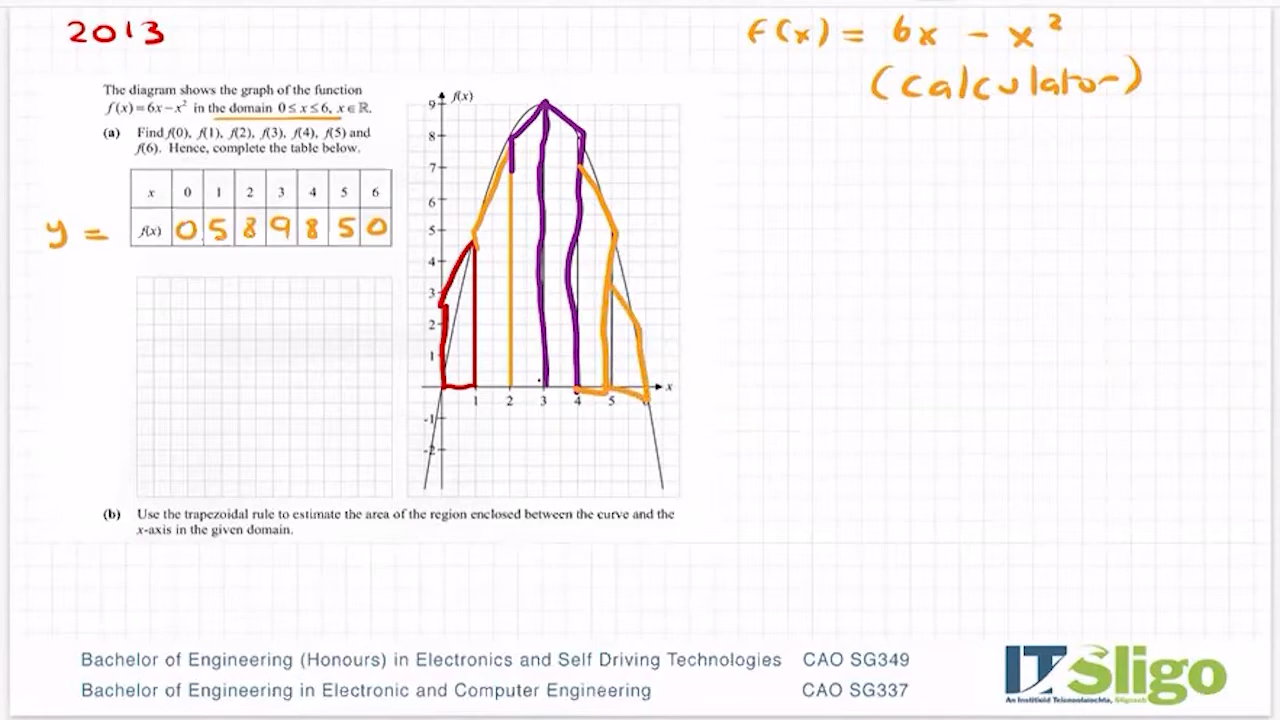 2013
f(x) = 6x - x²
(calculator)
The diagram shows the graph of the function
f(x)=6x−x² in the domain 0≤x≤6, x∈ℝ.
(a) Find f(0), f(1), f(2), f(3), f(4), f(5) and
f(6). Hence, complete the table below.
x 0 1 2 3 4 5 6
y = f(x) 0 5 8 9 8 5 0
f(x)
9
8
7
6
5
4
3
2
1
x
1 2 3 4 5
-1
-2
(b) Use the trapezoidal rule to estimate the area of the region enclosed between the curve and the
x-axis in the given domain.
Bachelor of Engineering (Honours) in Electronics and Self Driving Technologies CAO SG349
Bachelor of Engineering in Electronic and Computer Engineering CAO SG337
IT Sligo
An Institiúid Teicneolaíochta, Sligeach